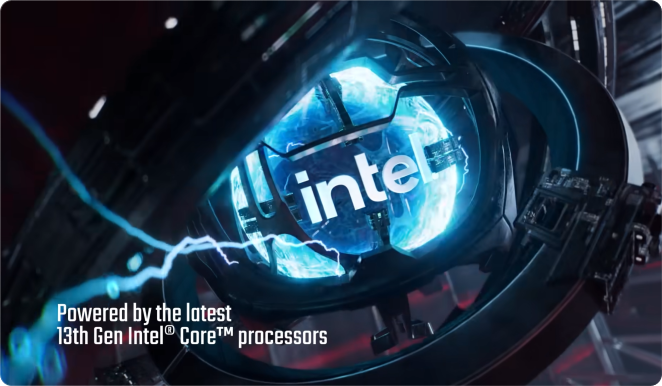 intel
Powered by the latest
13th Gen Intel® Core™ processors